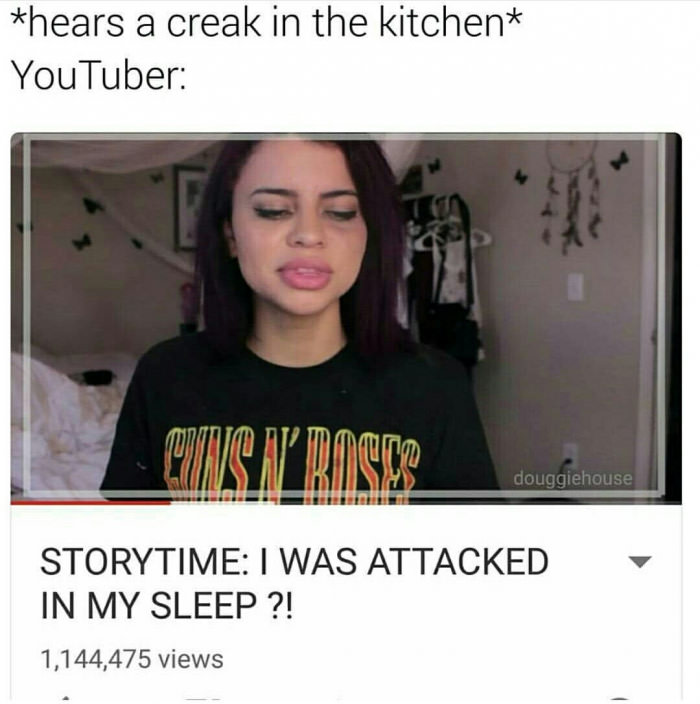 *hears a creak in the kitchen*
YouTuber:
GUNS N' ROSES
douggiehouse
STORYTIME: I WAS ATTACKED
IN MY SLEEP ?!
1,144,475 views